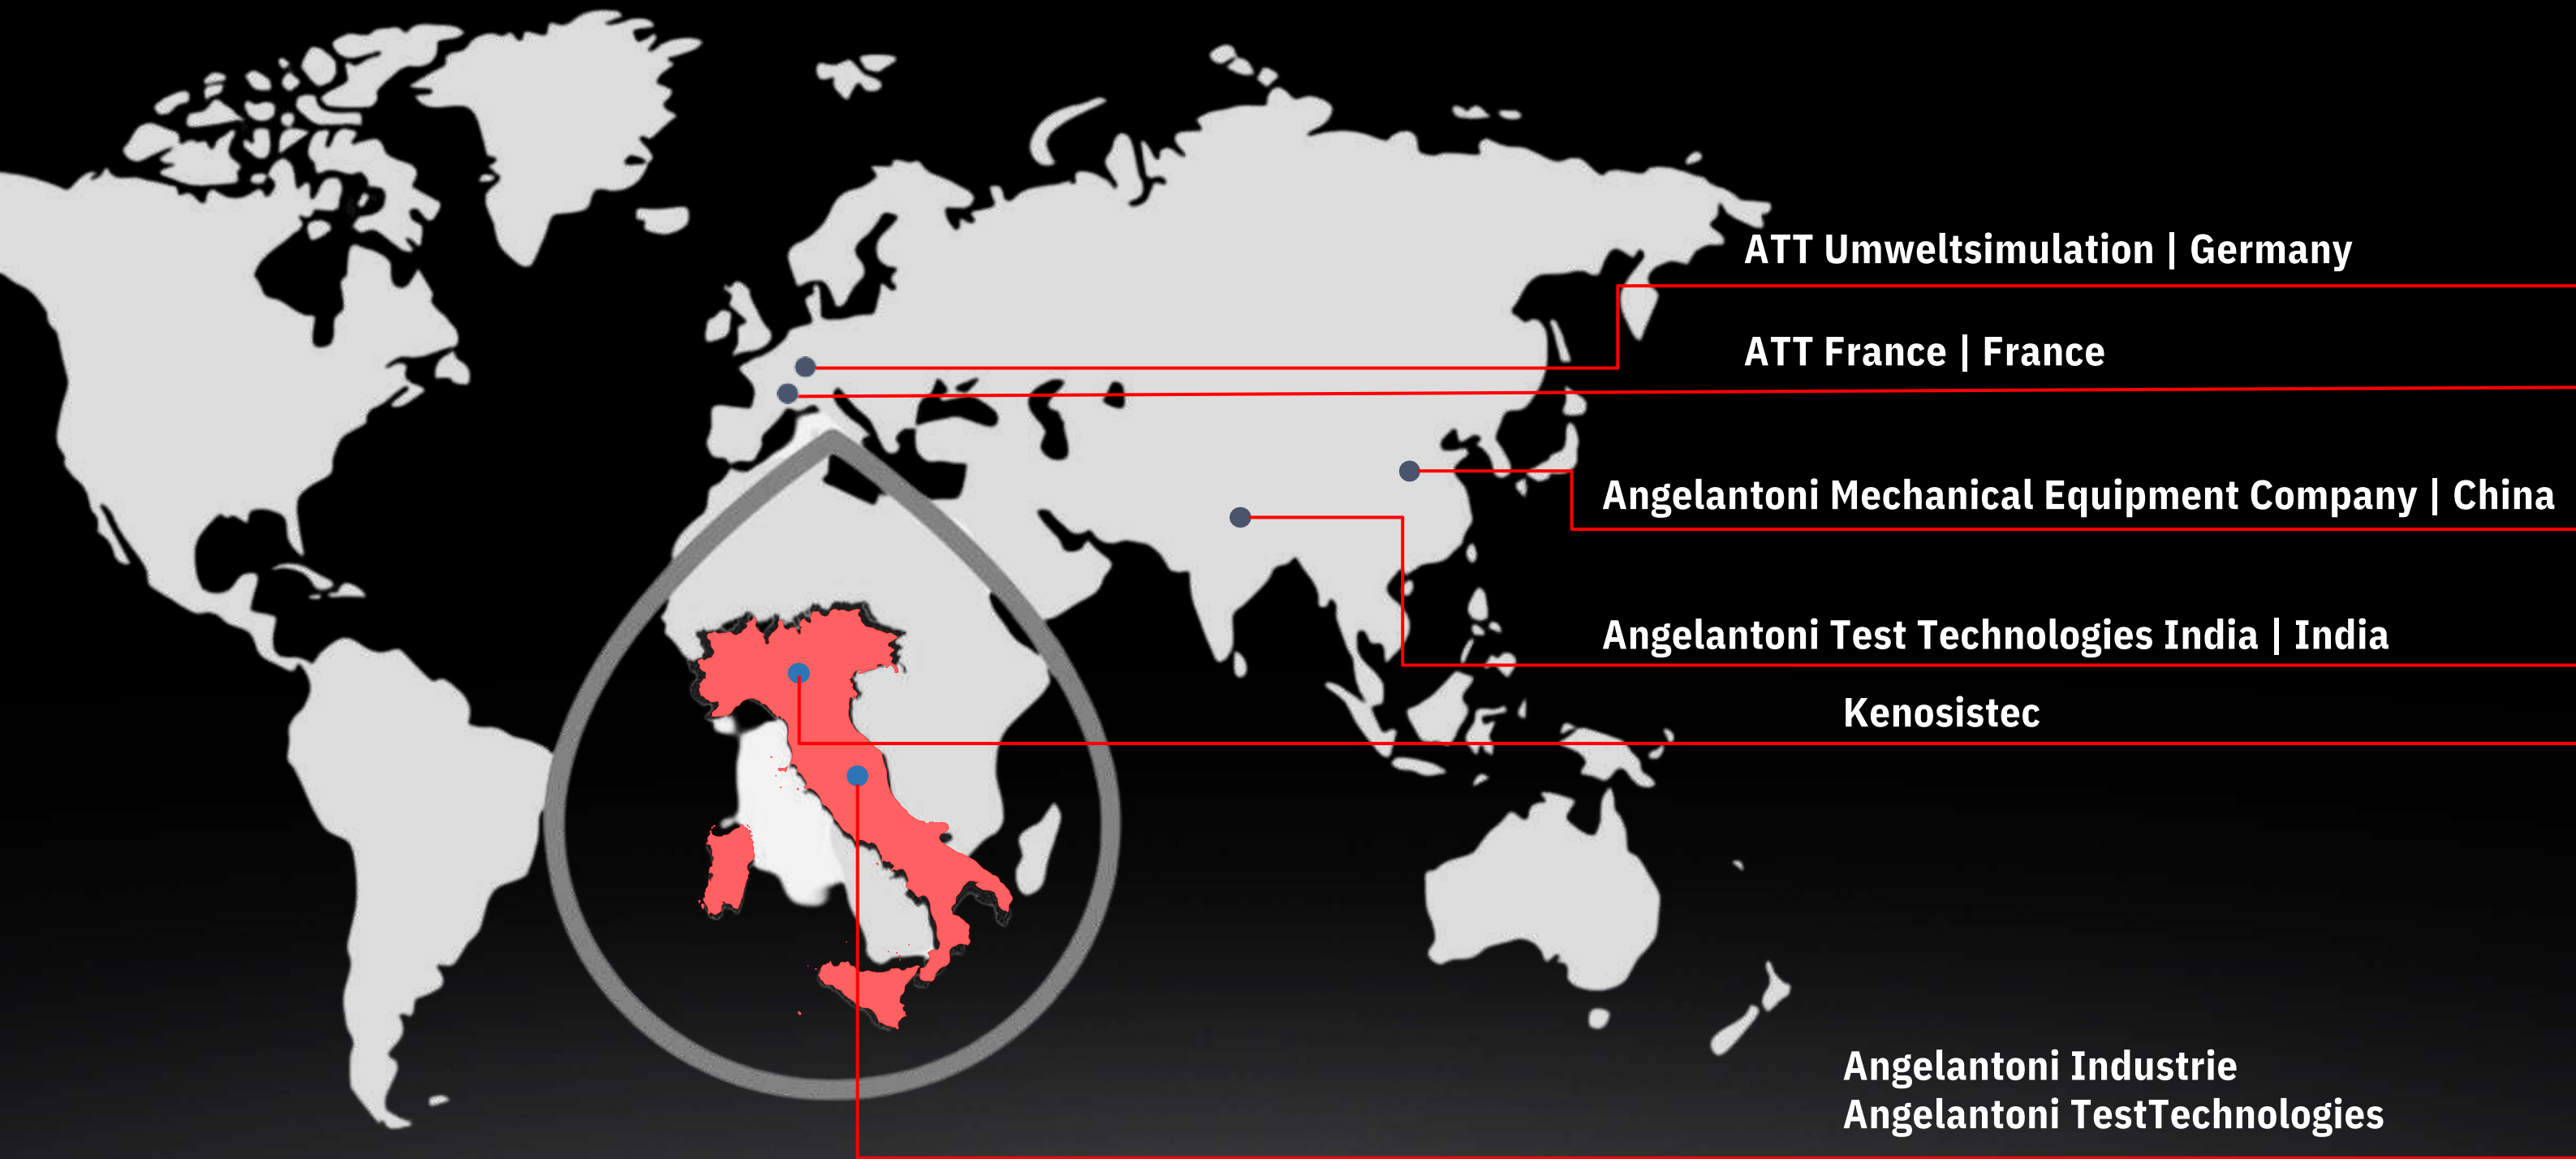 ATT Umweltsimulation | Germany
ATT France | France
Angelantoni Mechanical Equipment Company | China
Angelantoni Test Technologies India | India
Kenosistec
Angelantoni Industrie
Angelantoni TestTechnologies